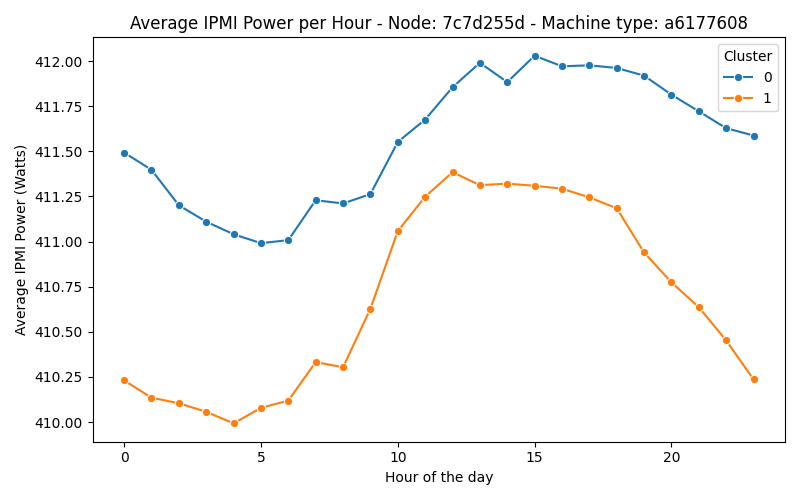 Average IPMI Power per Hour - Node: 7c7d255d - Machine type: a6177608
Cluster
0
1
412.00
411.75
411.50
411.25
411.00
410.75
410.50
410.25
410.00
Average IPMI Power (Watts)
0 5 10 15 20
Hour of the day